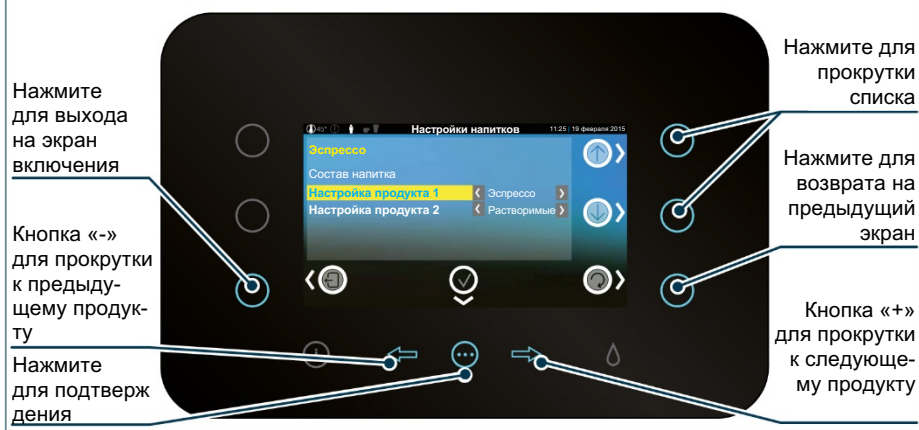 Нажмите
для выхода
на экран
включения
Кнопка «-»
для прокрутки
к предыду-
щему продук-
ту
Нажмите
для подтверж
дения
45° Настройки напитков 11:25 | 19 февраля 2015
Эспрессо
Состав напитка
Настройка продукта 1 Эспрессо
Настройка продукта 2 Растворимые
Нажмите для
прокрутки
списка
Нажмите для
возврата на
предыдущий
экран
Кнопка «+»
для прокрутки
к следующе-
му продукту